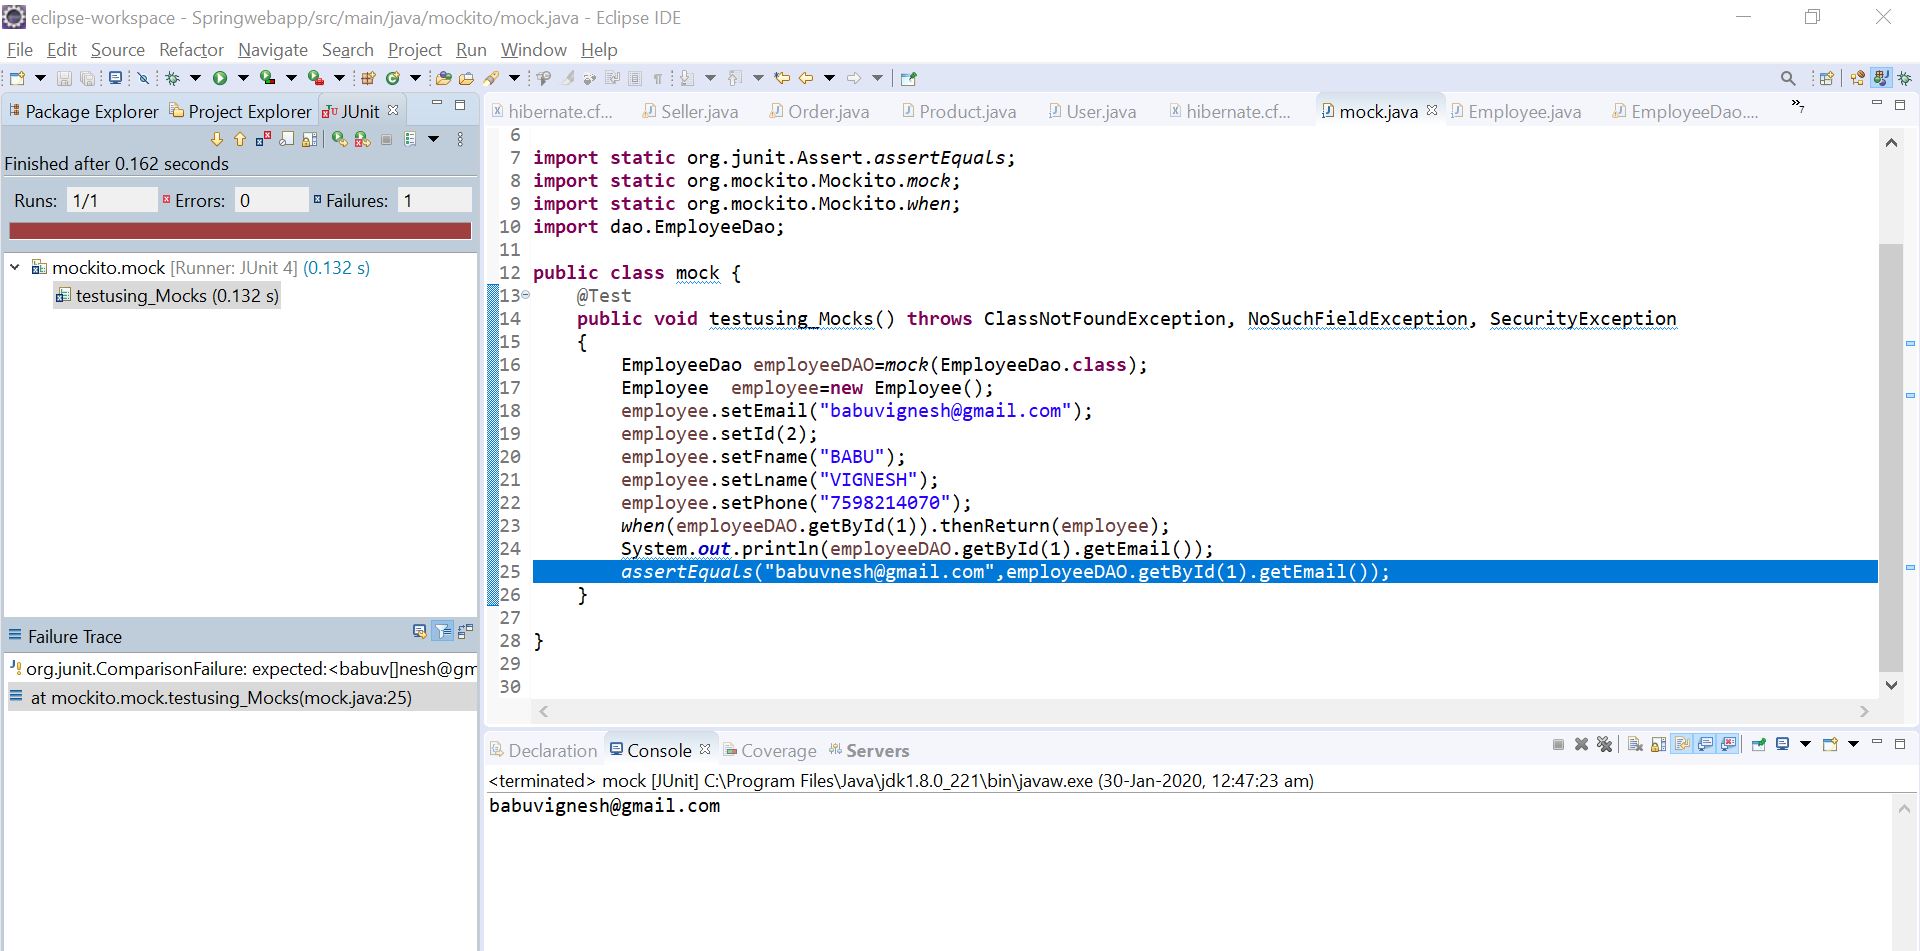 eclipse-workspace - Springwebapp/src/main/java/mockito/mock.java - Eclipse IDE
File Edit Source Refactor Navigate Search Project Run Window Help
Package Explorer Project Explorer JUnit
Finished after 0.162 seconds
Runs: 1/1 Errors: 0 Failures: 1
mockito.mock [Runner: JUnit 4] (0.132 s)
testusing_Mocks (0.132 s)
Failure Trace
org.junit.ComparisonFailure: expected:<babuv[]nesh@gm
at mockito.mock.testusing_Mocks(mock.java:25)
hibernate.cf... Seller.java Order.java Product.java User.java hibernate.cf... mock.java Employee.java EmployeeDao.... »7
6
7 import static org.junit.Assert.assertEquals;
8 import static org.mockito.Mockito.mock;
9 import static org.mockito.Mockito.when;
10 import dao.EmployeeDao;
11
12 public class mock {
13 @Test
14 public void testusing_Mocks() throws ClassNotFoundException, NoSuchFieldException, SecurityException
15 {
16 EmployeeDao employeeDAO=mock(EmployeeDao.class);
17 Employee  employee=new Employee();
18 employee.setEmail("babuvignesh@gmail.com");
19 employee.setId(2);
20 employee.setFname("BABU");
21 employee.setLname("VIGNESH");
22 employee.setPhone("7598214070");
23 when(employeeDAO.getById(1)).thenReturn(employee);
24 System.out.println(employeeDAO.getById(1).getEmail());
25 assertEquals("babuvnesh@gmail.com",employeeDAO.getById(1).getEmail());
26 }
27
28 }
29
30
Declaration Console Coverage Servers
<terminated> mock [JUnit] C:\Program Files\Java\jdk1.8.0_221\bin\javaw.exe (30-Jan-2020, 12:47:23 am)
babuvignesh@gmail.com